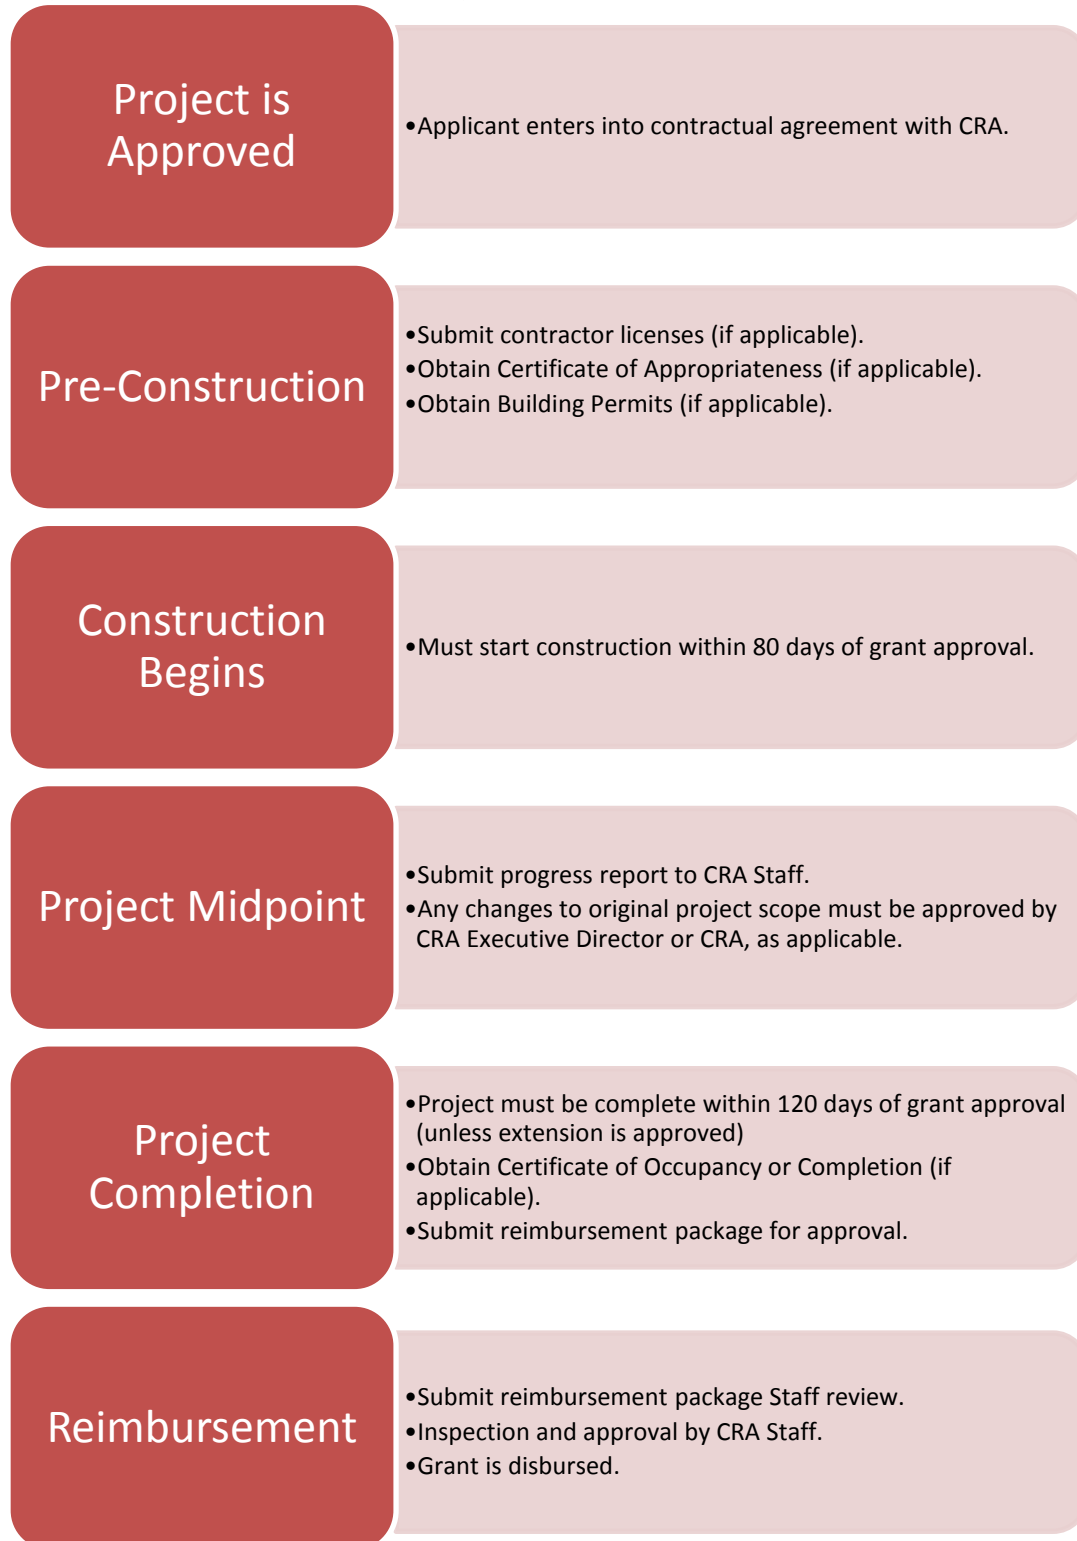 Project is
Approved
•Applicant enters into contractual agreement with CRA.
Pre-Construction
•Submit contractor licenses (if applicable).
•Obtain Certificate of Appropriateness (if applicable).
•Obtain Building Permits (if applicable).
Construction
Begins
•Must start construction within 80 days of grant approval.
Project Midpoint
•Submit progress report to CRA Staff.
•Any changes to original project scope must be approved by
CRA Executive Director or CRA, as applicable.
Project
Completion
•Project must be complete within 120 days of grant approval
(unless extension is approved)
•Obtain Certificate of Occupancy or Completion (if
applicable).
•Submit reimbursement package for approval.
Reimbursement
•Submit reimbursement package Staff review.
•Inspection and approval by CRA Staff.
•Grant is disbursed.